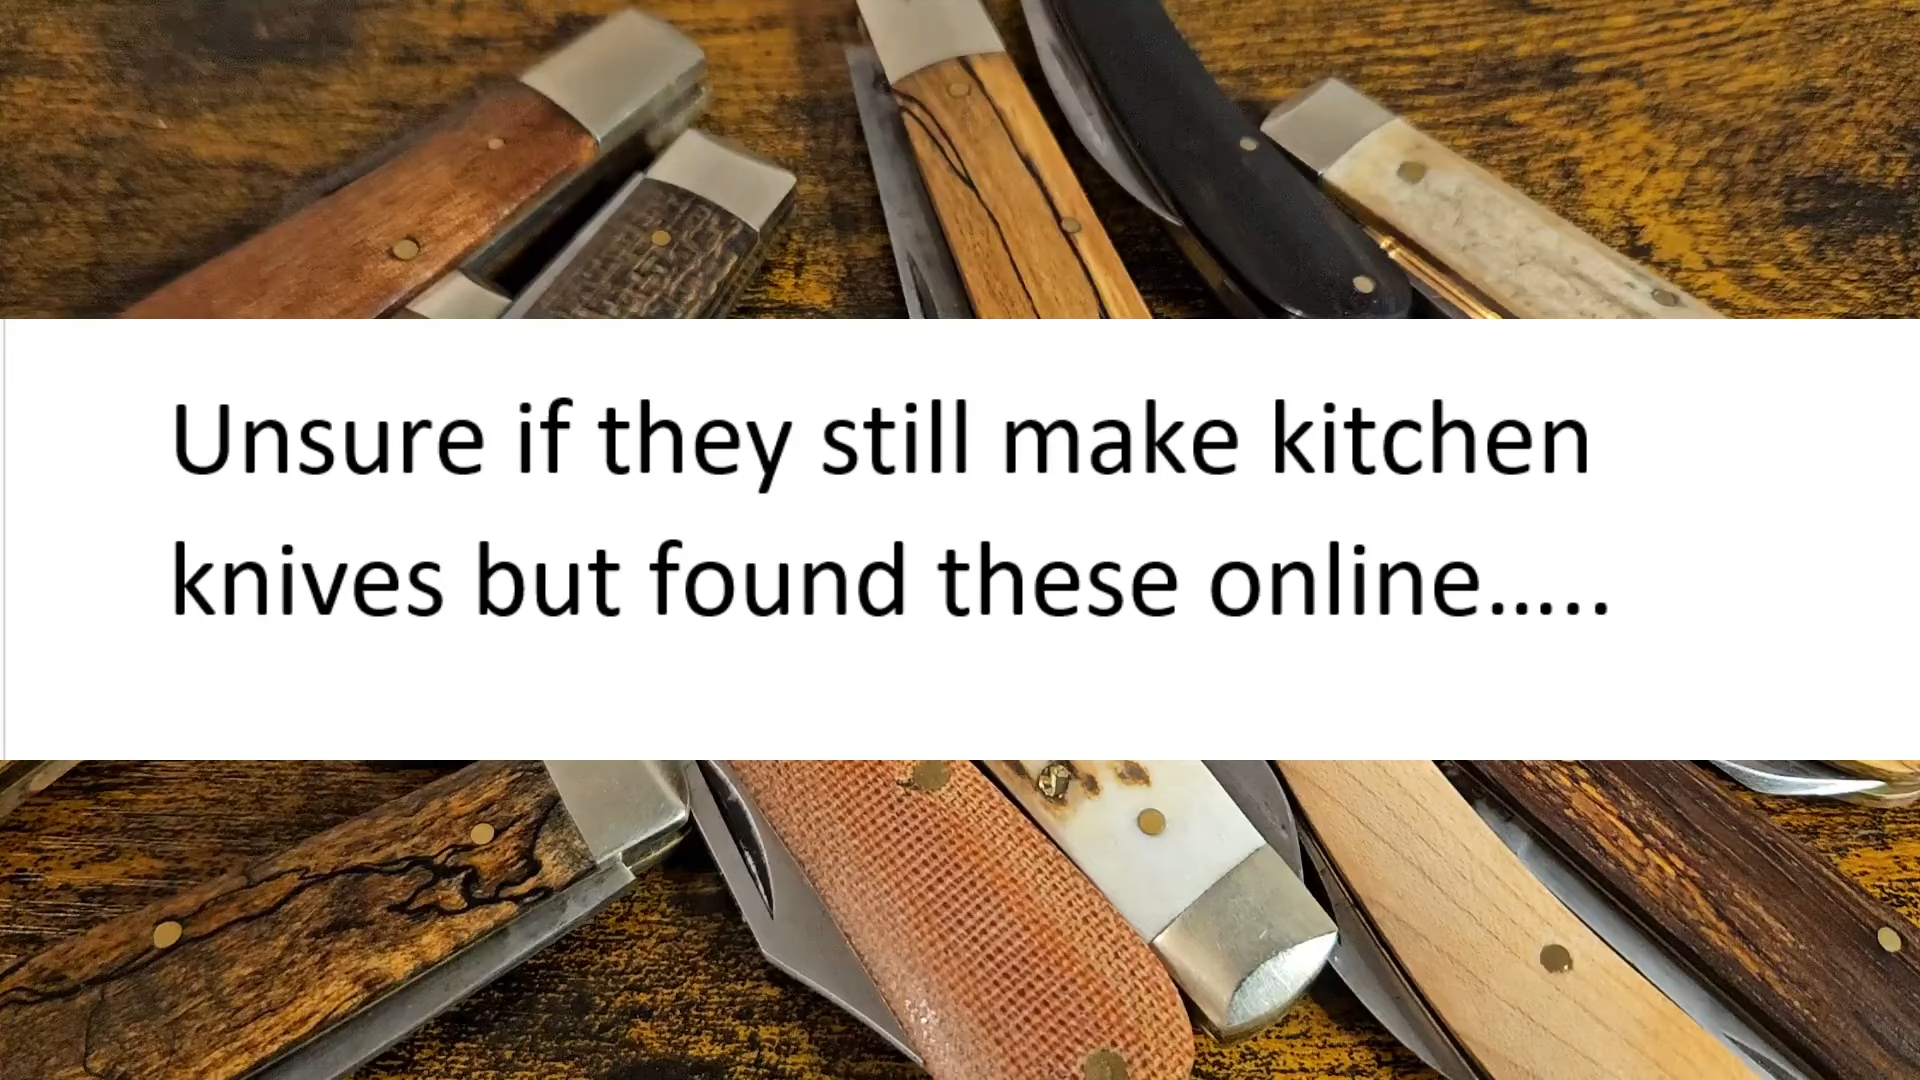 Unsure if they still make kitchen
knives but found these online.....